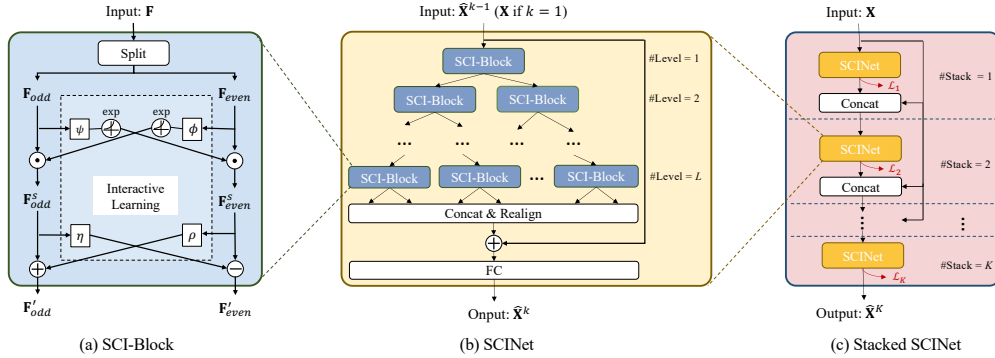 Input: F
Split
F_odd
F_even
exp
exp
ψ
ϕ
F^s_odd
F^s_even
Interactive
Learning
η
ρ
F′_odd
F′_even
(a) SCI-Block
Input: X̂^{k−1} (X if k = 1)
SCI-Block
#Level = 1
SCI-Block
SCI-Block
#Level = 2
...
...
...
SCI-Block
SCI-Block
...
SCI-Block
#Level = L
Concat & Realign
FC
Onput: X̂^k
(b) SCINet
Input: X
SCINet
#Stack = 1
ℒ_1
Concat
SCINet
ℒ_2
#Stack = 2
Concat
SCINet
#Stack = K
ℒ_K
Output: X̂^K
(c) Stacked SCINet